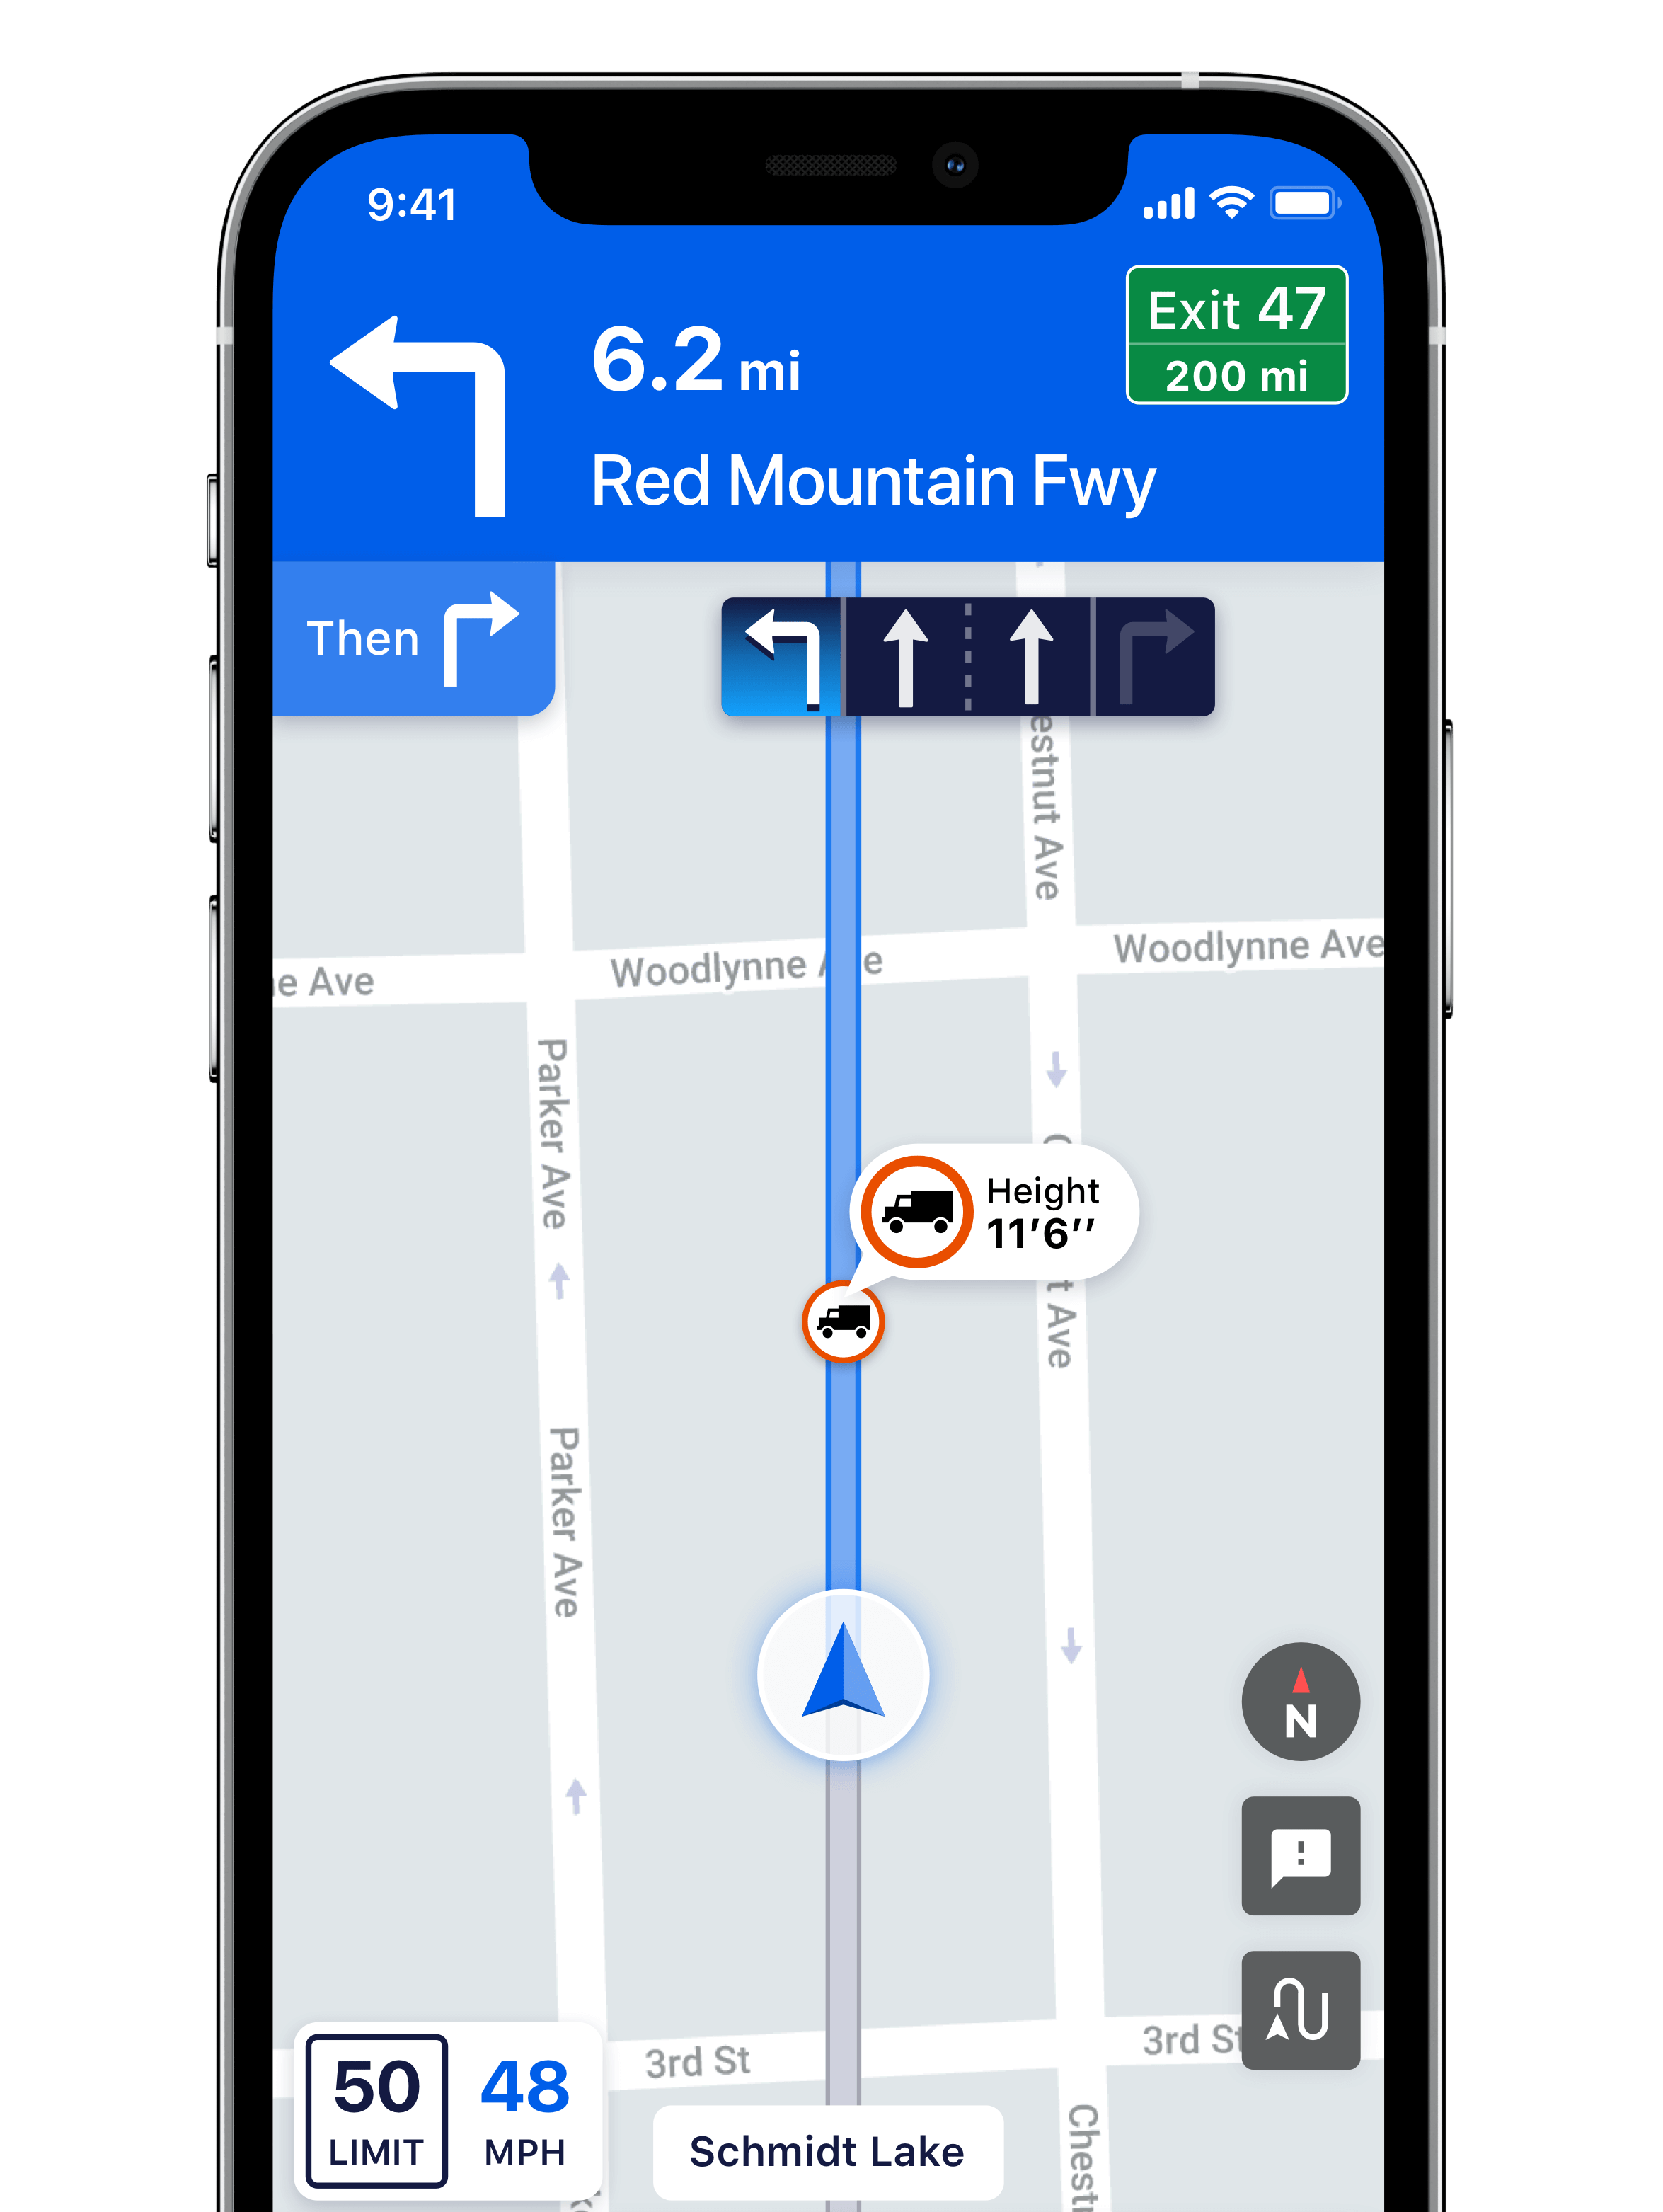 9:41
Exit 47
200 mi
6.2 mi
Red Mountain Fwy
Then
estnut Ave
Woodlynne Ave
e Ave
Woodlynne A e
Parker Ave
Height
11’6’’
t Ave
Parker Ave
N
3rd St
3rd St
50
LIMIT
48
MPH
Schmidt Lake
Chest